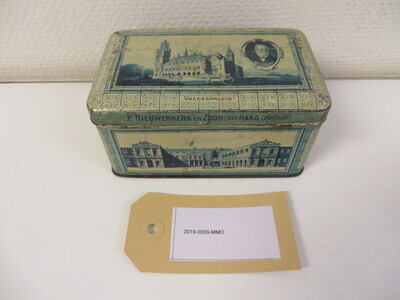 VREDESPALEIS.
P. NIEUWERKERK EN ZOON, DEN HAAG (HOLLAND)
2019-0009-MMO